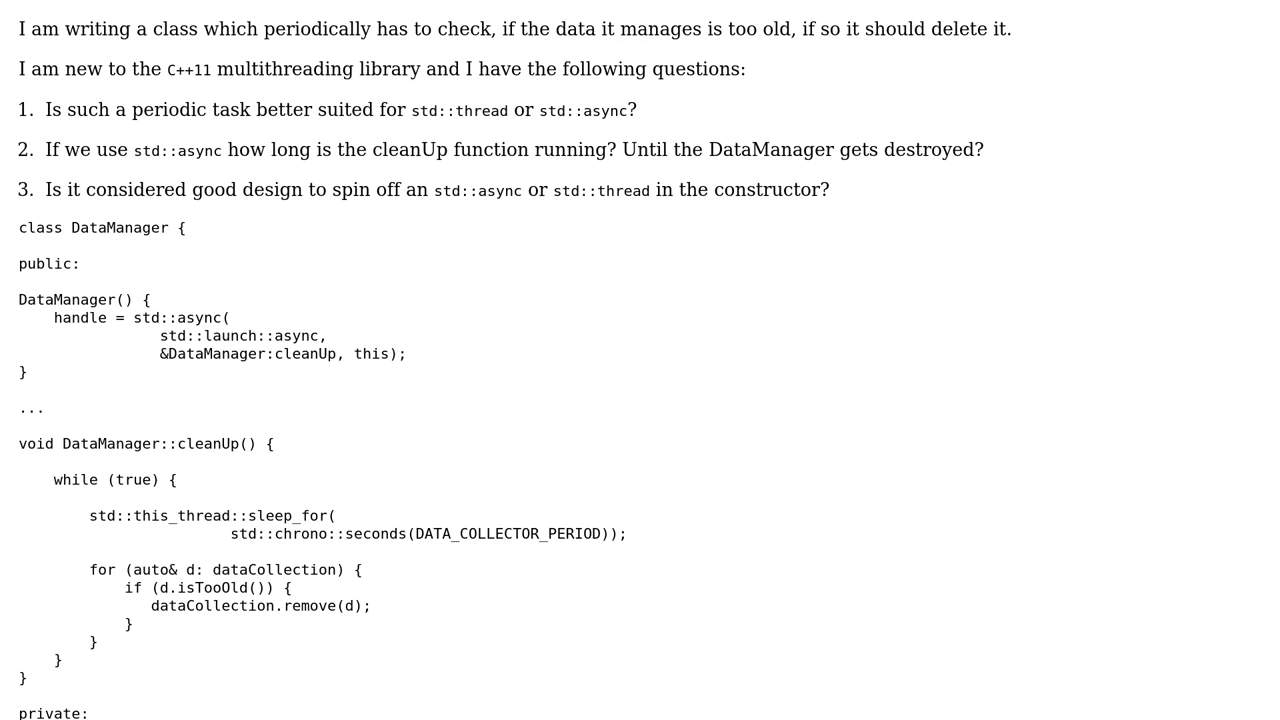 I am writing a class which periodically has to check, if the data it manages is too old, if so it should delete it.
I am new to the C++11 multithreading library and I have the following questions:
1. Is such a periodic task better suited for std::thread or std::async?
2. If we use std::async how long is the cleanUp function running? Until the DataManager gets destroyed?
3. Is it considered good design to spin off an std::async or std::thread in the constructor?
class DataManager {
public:
DataManager() {
    handle = std::async(
                std::launch::async,
                &DataManager:cleanUp, this);
}
...
void DataManager::cleanUp() {
    while (true) {
        std::this_thread::sleep_for(
                        std::chrono::seconds(DATA_COLLECTOR_PERIOD));
        for (auto& d: dataCollection) {
            if (d.isTooOld()) {
               dataCollection.remove(d);
            }
        }
    }
}
private: